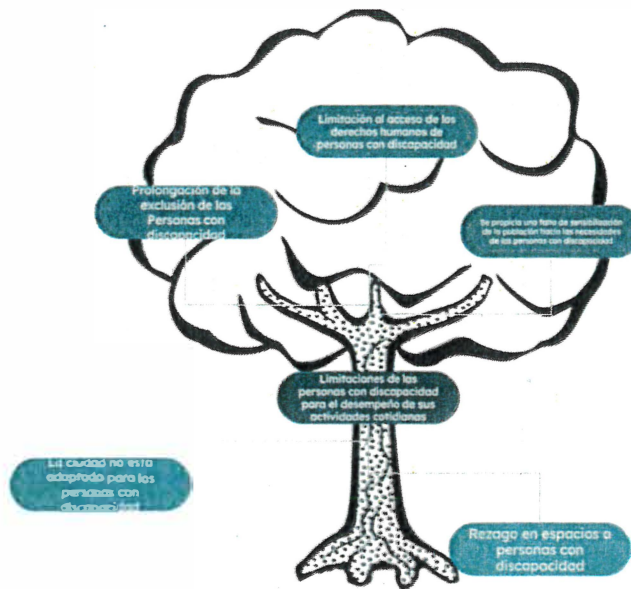 Limitación al acceso de los
derechos humanos de
personas con discapacidad
Prolongación de la
exclusión de las
Personas con
discapacidad
Se propicia una falta de sensibilización
de la población hacia las necesidades
de las personas con discapacidad
Limitaciones de las
personas con discapacidad
para el desempeño de sus
actividades cotidianas
La ciudad no está
adaptada para las
personas con
discapacidad
Rezago en espacios a
personas con
discapacidad